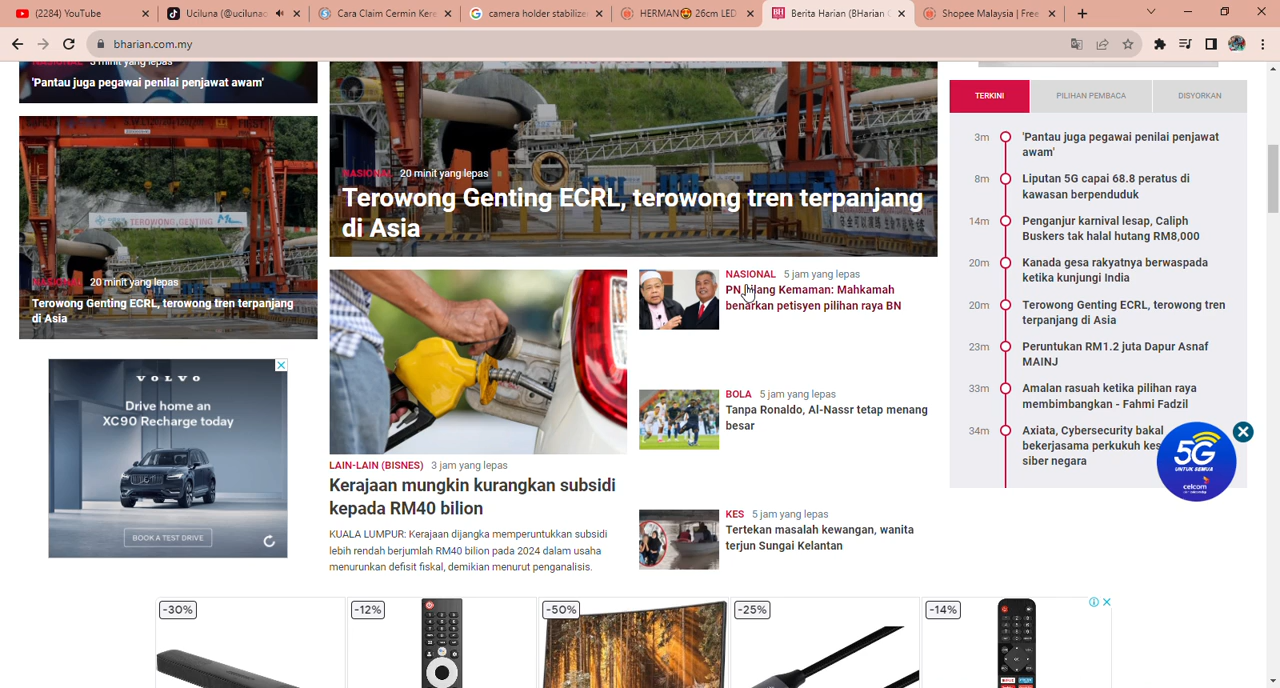 (2284) YouTube
Uciluna (@ucilunao
Cara Claim Cermin Kere
camera holder stabilize
HERMAN😍 26cm LED
Berita Harian (BHarian
Shopee Malaysia | Free
bharian.com.my
NASIONAL 3 minit yang lepas
'Pantau juga pegawai penilai penjawat awam'
TEROWONG GENTING
NASIONAL 20 minit yang lepas
Terowong Genting ECRL, terowong tren terpanjang
di Asia
VOLVO
Drive home an
XC90 Recharge today
BOOK A TEST DRIVE
NASIONAL 20 minit yang lepas
Terowong Genting ECRL, terowong tren terpanjang
di Asia
LAIN-LAIN (BISNES) 3 jam yang lepas
Kerajaan mungkin kurangkan subsidi
kepada RM40 bilion
KUALA LUMPUR: Kerajaan dijangka memperuntukkan subsidi
lebih rendah berjumlah RM40 bilion pada 2024 dalam usaha
menurunkan defisit fiskal, demikian menurut penganalisis.
NASIONAL 5 jam yang lepas
Kemaman: Mahkamah
benarkan petisyen pilihan raya BN
BOLA 5 jam yang lepas
Tanpa Ronaldo, Al-Nassr tetap menang
besar
KES 5 jam yang lepas
Tertekan masalah kewangan, wanita
terjun Sungai Kelantan
TERKINI
PILIHAN PEMBACA
DISYORKAN
3m 'Pantau juga pegawai penilai penjawat
awam'
8m Liputan 5G capai 68.8 peratus di
kawasan berpenduduk
14m Penganjur karnival lesap, Caliph
Buskers tak halal hutang RM8,000
20m Kanada gesa rakyatnya berwaspada
ketika kunjungi India
20m Terowong Genting ECRL, terowong tren
terpanjang di Asia
23m Peruntukan RM1.2 juta Dapur Asnaf
MAINJ
33m Amalan rasuah ketika pilihan raya
membimbangkan - Fahmi Fadzil
34m Axiata, Cybersecurity bakal
bekerjasama perkukuh
siber negara
5G
UNTUK SEMUA
celcom
-30%
-12%
-50%
-25%
-14%